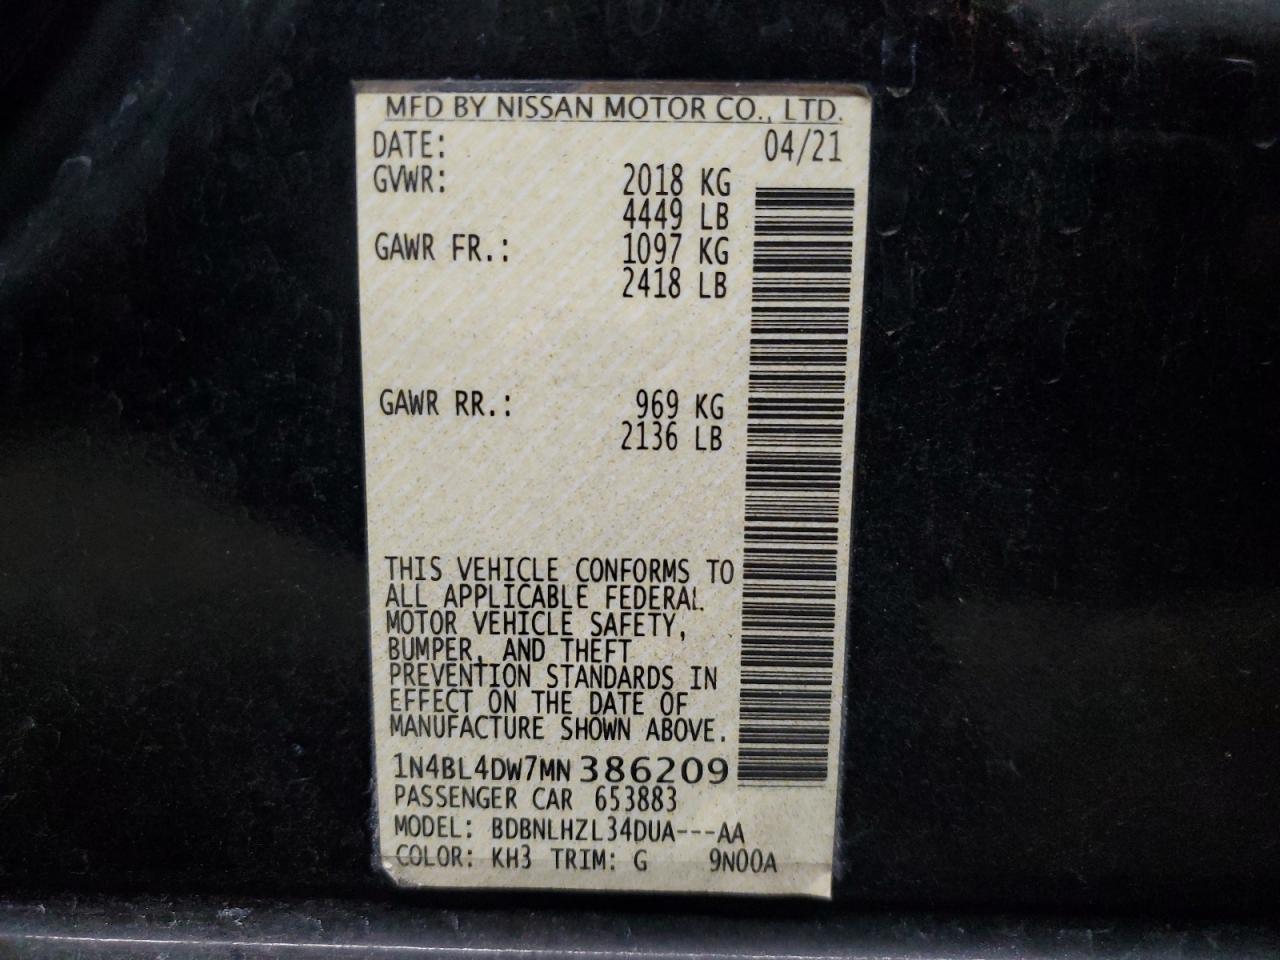 MFD BY NISSAN MOTOR CO., LTD.
DATE: 04/21
GVWR: 2018 KG
4449 LB
GAWR FR.: 1097 KG
2418 LB
GAWR RR.: 969 KG
2136 LB
THIS VEHICLE CONFORMS TO
ALL APPLICABLE FEDERAL
MOTOR VEHICLE SAFETY,
BUMPER, AND THEFT
PREVENTION STANDARDS IN
EFFECT ON THE DATE OF
MANUFACTURE SHOWN ABOVE.
1N4BL4DW7MN386209
PASSENGER CAR 653883
MODEL: BDBNLHZL34DUA---AA
COLOR: KH3 TRIM: G 9N00A